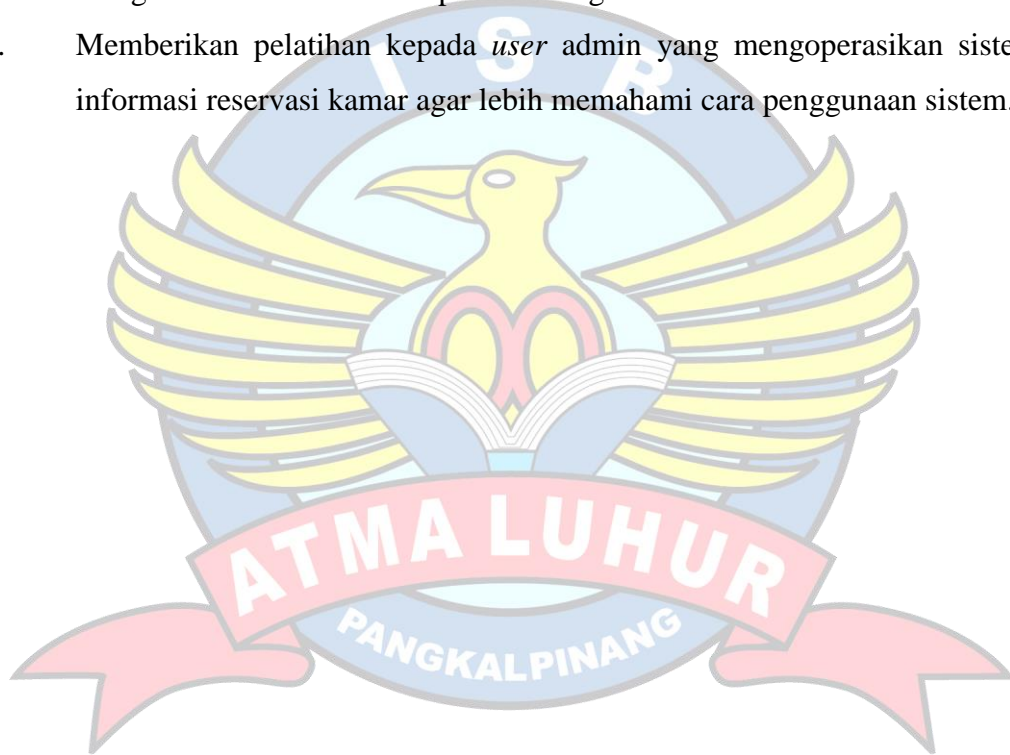 . Memberikan pelatihan kepada user admin yang mengoperasikan siste
informasi reservasi kamar agar lebih memahami cara penggunaan sistem.
I S B
ATMA LUHUR
PANGKALPINANG